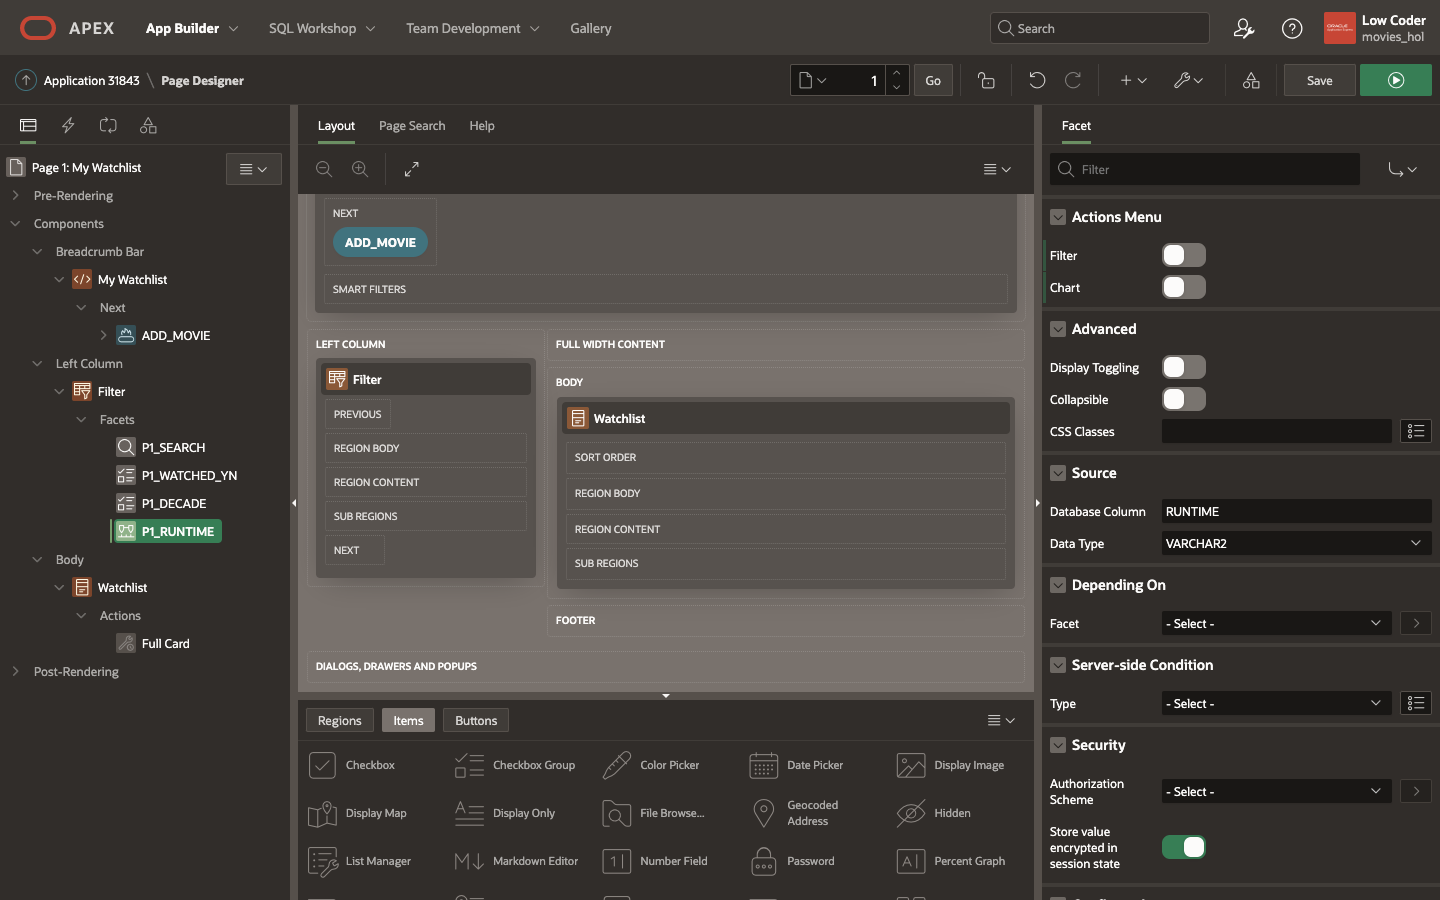 APEX
App Builder
SQL Workshop
Team Development
Gallery
Search
Low Coder
movies_hol
Application 31843 \ Page Designer
1
Go
Save
Page 1: My Watchlist
Pre-Rendering
Components
Breadcrumb Bar
My Watchlist
Next
ADD_MOVIE
Left Column
Filter
Facets
P1_SEARCH
P1_WATCHED_YN
P1_DECADE
P1_RUNTIME
Body
Watchlist
Actions
Full Card
Post-Rendering
Layout
Page Search
Help
NEXT
ADD_MOVIE
SMART FILTERS
LEFT COLUMN
Filter
PREVIOUS
REGION BODY
REGION CONTENT
SUB REGIONS
NEXT
FULL WIDTH CONTENT
BODY
Watchlist
SORT ORDER
REGION BODY
REGION CONTENT
SUB REGIONS
FOOTER
DIALOGS, DRAWERS AND POPUPS
Regions
Items
Buttons
Checkbox
Checkbox Group
Color Picker
Date Picker
Display Image
Display Map
Display Only
File Browse...
Geocoded
Address
Hidden
List Manager
Markdown Editor
Number Field
Password
Percent Graph
Facet
Filter
Actions Menu
Filter
Chart
Advanced
Display Toggling
Collapsible
CSS Classes
Source
Database Column RUNTIME
Data Type VARCHAR2
Depending On
Facet - Select -
Server-side Condition
Type - Select -
Security
Authorization
Scheme
- Select -
Store value
encrypted in
session state